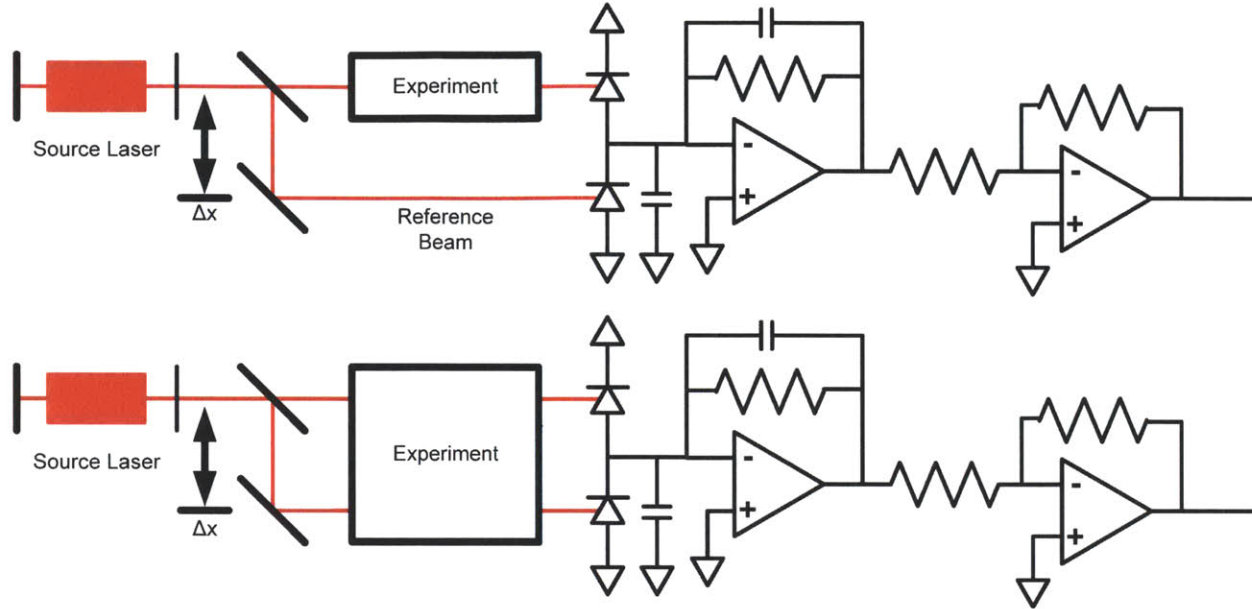 Experiment
Source Laser
Δx
Reference
Beam
-
+
-
+
Experiment
Source Laser
Δx
-
+
-
+